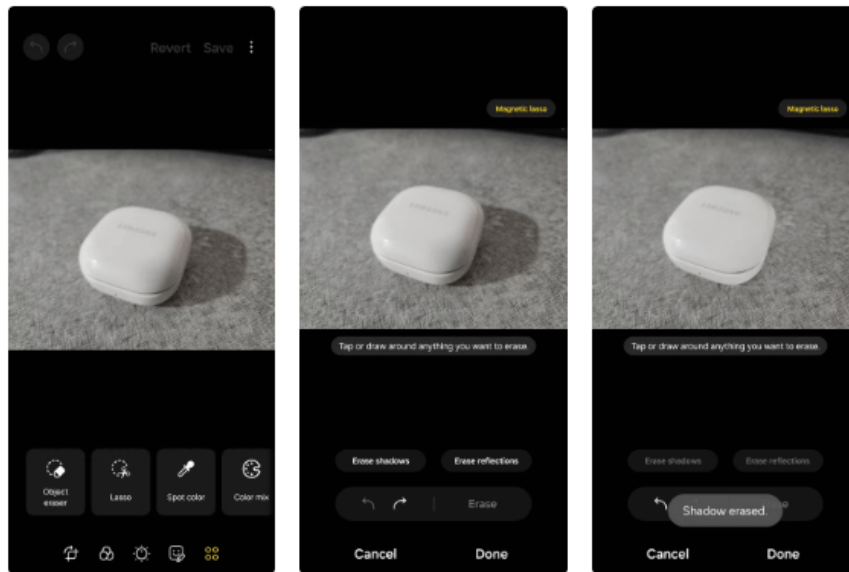 Revert Save
Object
eraser
Lasso
Spot color
Color mix
Magnetic lasso
SAMSUNG
Tap or draw around anything you want to erase.
Erase shadows
Erase reflections
Erase
Cancel
Done
Magnetic lasso
SAMSUNG
Tap or draw around anything you want to erase.
Erase shadows
Erase reflections
Shadow erased.
Cancel
Done